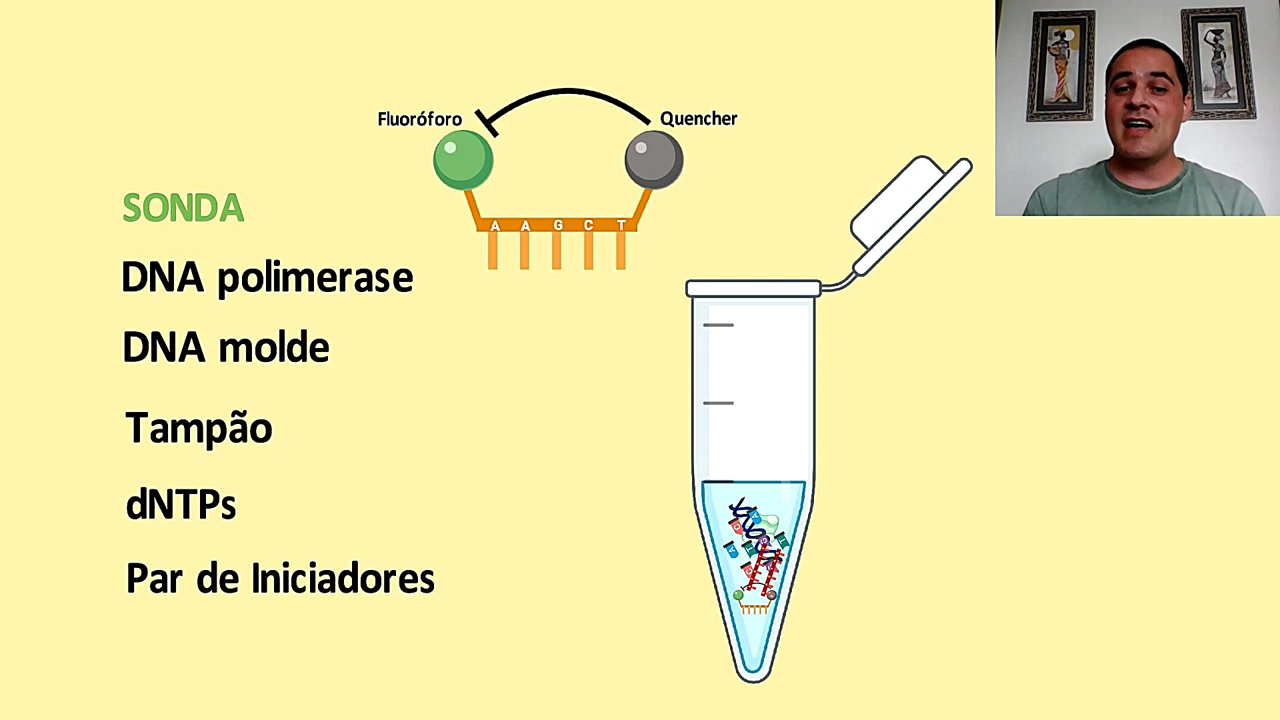 Fluoróforo
Quencher
A A G C T
SONDA
DNA polimerase
DNA molde
Tampão
dNTPs
Par de Iniciadores